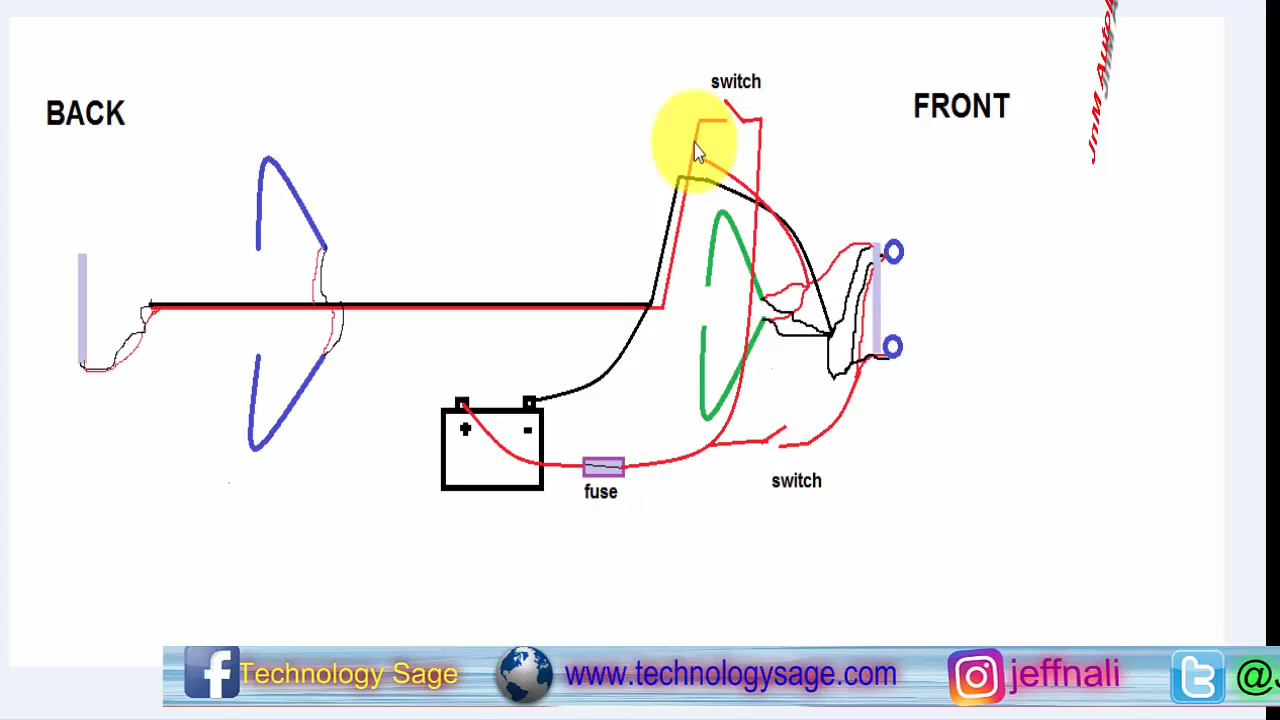 switch
BACK
FRONT
+
-
fuse
switch
Technology Sage
www.technologysage.com
jeffnali